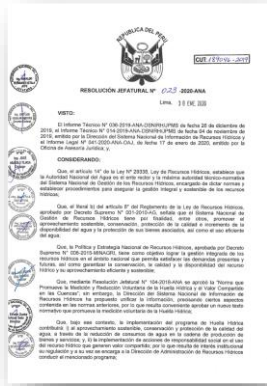 REPUBLICA DEL PERU
CUT: 189046-2019
RESOLUCIÓN JEFATURAL N° 023-2020-ANA
Lima, 30 ENE. 2020
VISTO:
El Informe Técnico N° 036-2019-ANA-DSNIRH/JPMS de fecha 26 de diciembre de
2019, el Informe Técnico N° 014-2019-ANA-DSNIRH/JPMS de fecha 04 de noviembre de
2019, emitido por la Dirección del Sistema Nacional de Información de Recursos Hídricos y
el Informe Legal N° 041-2020-ANA-OAJ, de fecha 17 de enero de 2020, emitido por la
Oficina de Asesoría Jurídica; y,
CONSIDERANDO:
Que, el artículo 14° de la Ley N° 29338, Ley de Recursos Hídricos, establece que
la Autoridad Nacional del Agua es el ente rector y la máxima autoridad técnico-normativa
del Sistema Nacional de Gestión de los Recursos Hídricos, encargado de dictar normas y
establecer procedimientos para asegurar la gestión integral y sostenible de los recursos
hídricos;
Que, el literal b) del artículo 5° del Reglamento de la Ley de Recursos Hídricos,
aprobado por Decreto Supremo N° 001-2010-AG, señala que el Sistema Nacional de
Gestión de Recursos Hídricos tiene por finalidad, entre otros, promover el
aprovechamiento sostenible, conservación, protección de la calidad e incremento de la
disponibilidad del agua y la protección de sus bienes asociados, así como el uso eficiente
del agua;
Que, la Política y Estrategia Nacional de Recursos Hídricos, aprobada por Decreto
Supremo N° 006-2015-MINAGRI, tiene como objetivo lograr la gestión integrada de los
recursos hídricos en el ámbito nacional que permita satisfacer las demandas presentes y
futuras, así como garantizar la conservación, la calidad y la disponibilidad del recurso
hídrico y su aprovechamiento eficiente y sostenible;
Que, mediante Resolución Jefatural N° 104-2018-ANA se aprobó la "Norma que
Promueve la Medición y Reducción Voluntaria de la Huella Hídrica y el Valor Compartido
en las Cuencas", sin embargo, la Dirección del Sistema Nacional de Información de
Recursos Hídricos ha propuesto unificar la información, precisando ciertos aspectos
contenida en las normas anteriores, por lo que resulta conveniente aprobar un nuevo texto
normativo que promueva la medición voluntaria de la Huella Hídrica;
Que, bajo ese contexto, la implementación del programa de Huella Hídrica
contribuirá: i) al aprovechamiento sostenible, conservación y protección de la calidad del
agua, a través de la reducción de consumos de agua en la cadena de producción de
bienes y servicios; y, ii) la implementación de acciones de responsabilidad social en el uso
del recurso hídrico que generen valor compartido; por lo que resulta de interés institucional
su regulación y a su vez se encarga a la Dirección de Administración de Recursos Hídricos
conducir el mencionado programa;